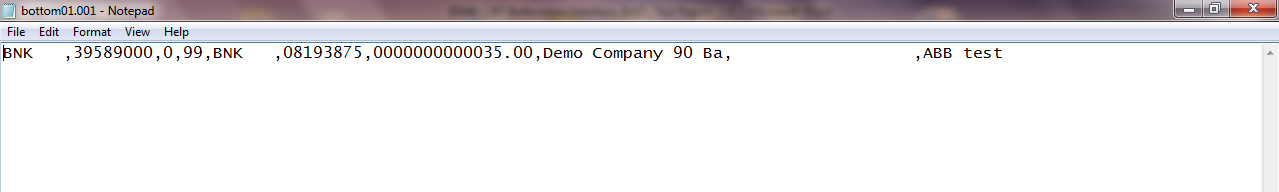 bottom01.001 - Notepad
File Edit Format View Help
BNK   ,39589000,0,99,BNK   ,08193875,0000000000035.00,Demo Company 90 Ba,                  ,ABB test